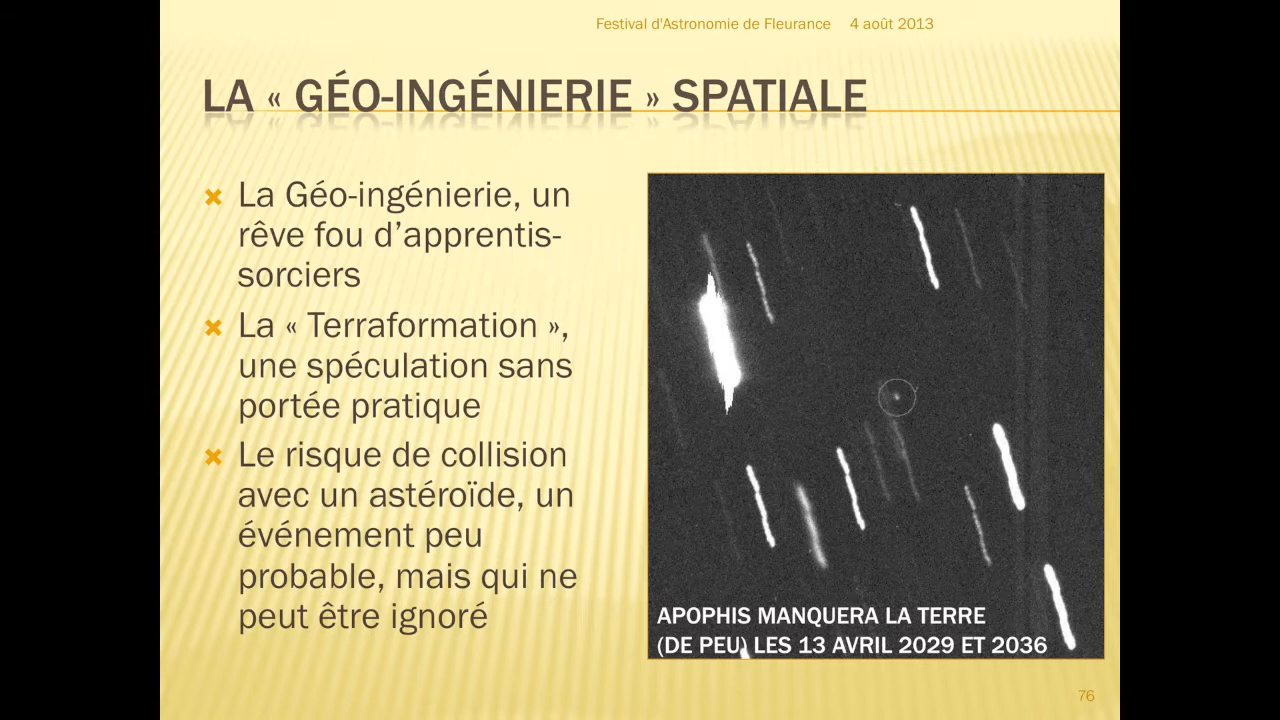 Festival d'Astronomie de Fleurance 4 août 2013
LA « GÉO-INGÉNIERIE » SPATIALE
La Géo-ingénierie, un
rêve fou d’apprentis-
sorciers
La « Terraformation »,
une spéculation sans
portée pratique
Le risque de collision
avec un astéroïde, un
événement peu
probable, mais qui ne
peut être ignoré
APOPHIS MANQUERA LA TERRE
(DE PEU) LES 13 AVRIL 2029 ET 2036
76